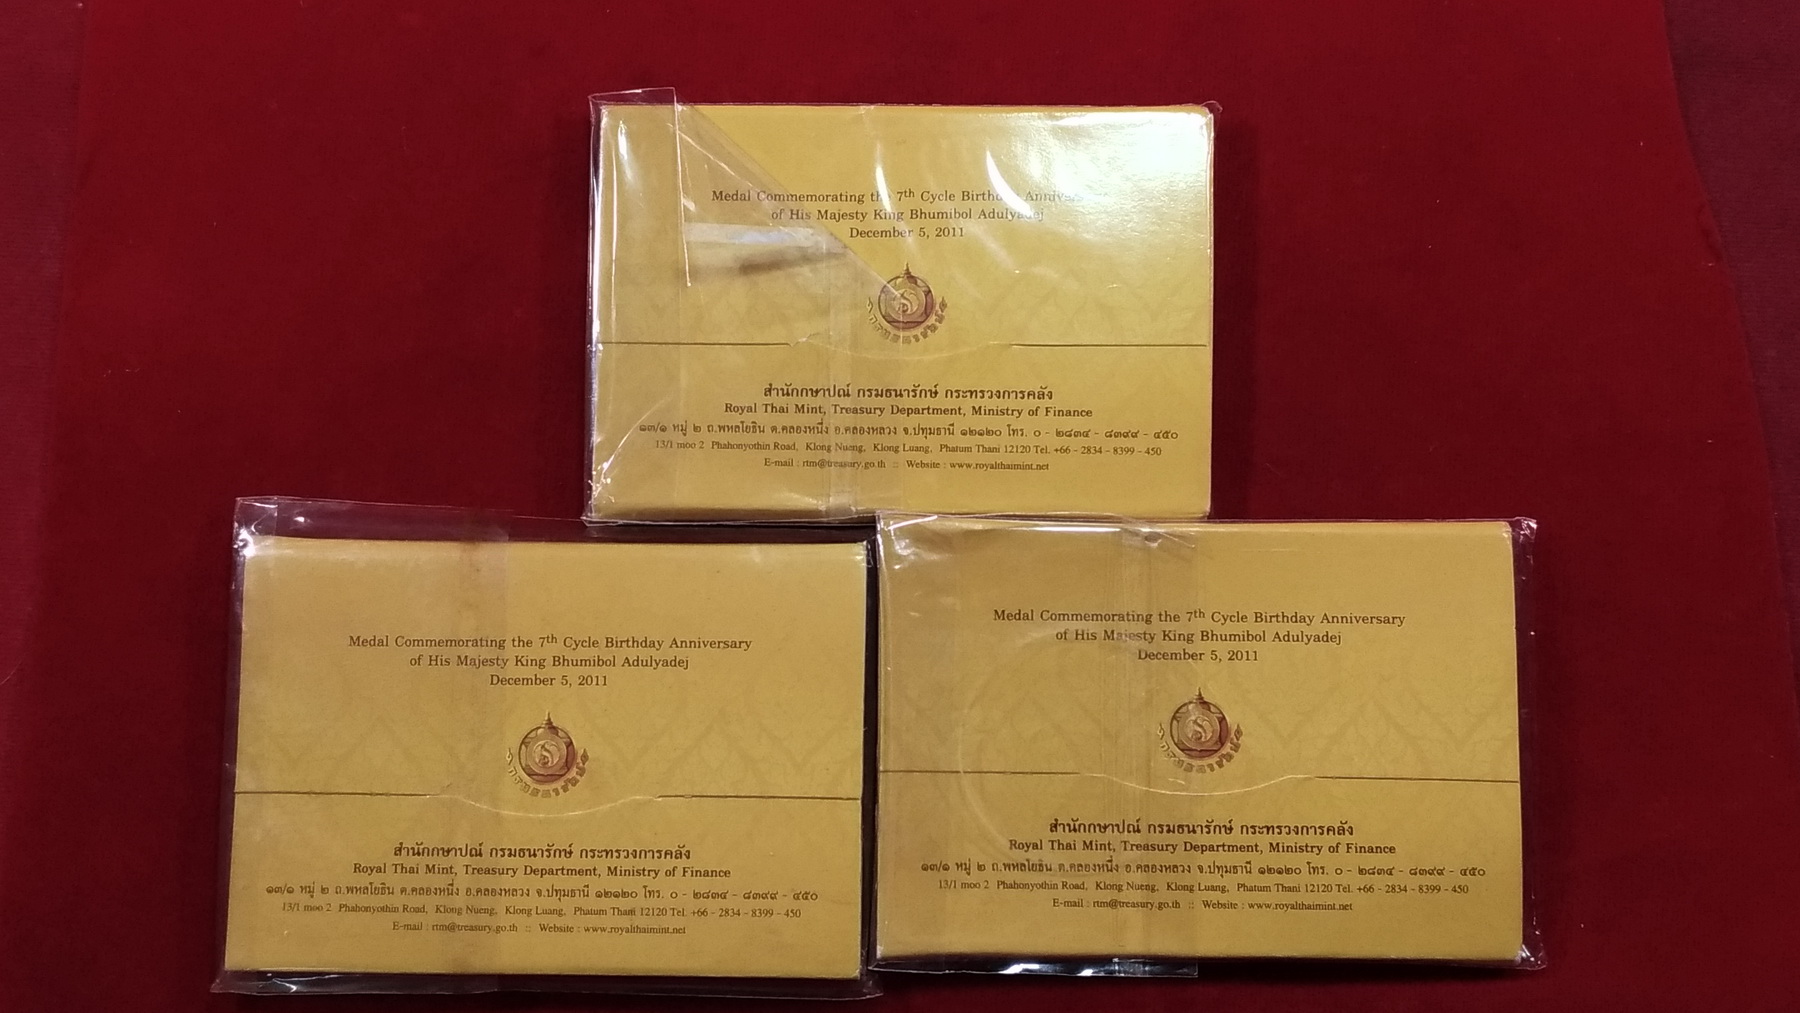 Medal Commemorating the 7th Cycle Birthday Anniversary
of His Majesty King Bhumibol Adulyadej
December 5, 2011
สำนักกษาปณ์ กรมธนารักษ์ กระทรวงการคลัง
Royal Thai Mint, Treasury Department, Ministry of Finance
๑๓/๑ หมู่ ๒ ถ.พหลโยธิน ต.คลองหนึ่ง อ.คลองหลวง จ.ปทุมธานี ๑๒๑๒๐ โทร. ๐ - ๒๘๓๔ - ๘๓๙๙ - ๔๕๐
13/1 moo 2 Phahonyothin Road, Klong Nueng, Klong Luang, Phatum Thani 12120 Tel. +66 - 2834 - 8399 - 450
E-mail : rtm@treasury.go.th :: Website : www.royalthaimint.net
Medal Commemorating the 7th Cycle Birthday Anniversary
of His Majesty King Bhumibol Adulyadej
December 5, 2011
สำนักกษาปณ์ กรมธนารักษ์ กระทรวงการคลัง
Royal Thai Mint, Treasury Department, Ministry of Finance
๑๓/๑ หมู่ ๒ ถ.พหลโยธิน ต.คลองหนึ่ง อ.คลองหลวง จ.ปทุมธานี ๑๒๑๒๐ โทร. ๐ - ๒๘๓๔ - ๘๓๙๙ - ๔๕๐
13/1 moo 2 Phahonyothin Road, Klong Nueng, Klong Luang, Phatum Thani 12120 Tel. +66 - 2834 - 8399 - 450
E-mail : rtm@treasury.go.th :: Website : www.royalthaimint.net
Medal Commemorating the 7th Cycle Birthday Anniversary
of His Majesty King Bhumibol Adulyadej
December 5, 2011
สำนักกษาปณ์ กรมธนารักษ์ กระทรวงการคลัง
Royal Thai Mint, Treasury Department, Ministry of Finance
๑๓/๑ หมู่ ๒ ถ.พหลโยธิน ต.คลองหนึ่ง อ.คลองหลวง จ.ปทุมธานี ๑๒๑๒๐ โทร. ๐ - ๒๘๓๔ - ๘๓๙๙ - ๔๕๐
13/1 moo 2 Phahonyothin Road, Klong Nueng, Klong Luang, Phatum Thani 12120 Tel. +66 - 2834 - 8399 - 450
E-mail : rtm@treasury.go.th :: Website : www.royalthaimint.net